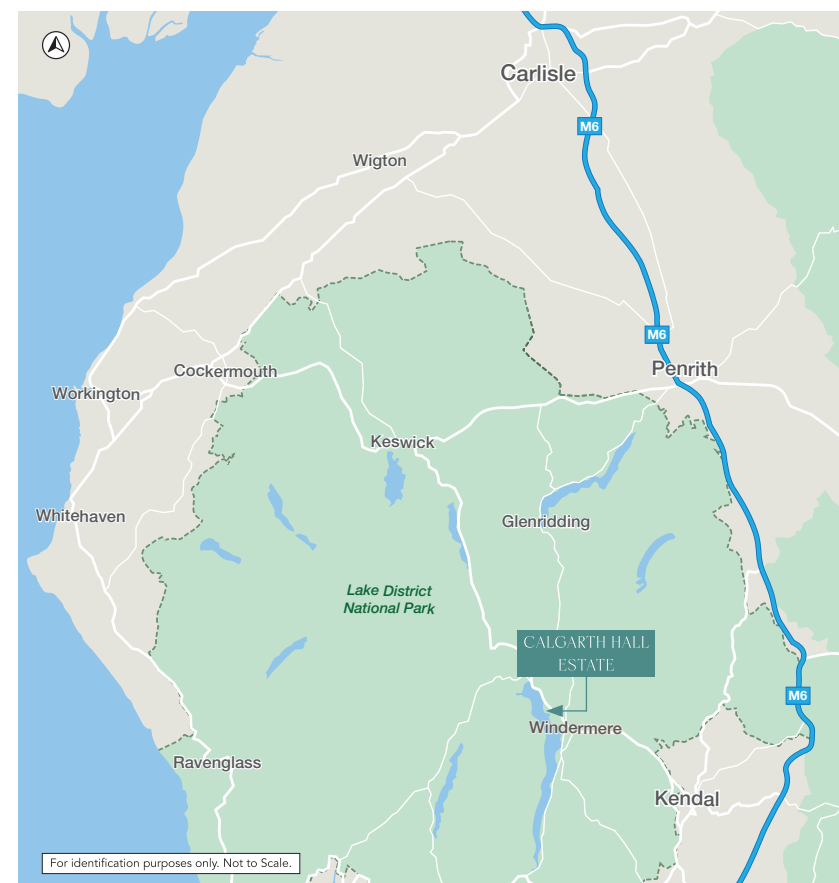 Carlisle
M6
Wigton
M6
Penrith
Cockermouth
Workington
Keswick
Whitehaven
Glenridding
Lake District
National Park
CALGARTH HALL
ESTATE
M6
Windermere
Ravenglass
Kendal
For identification purposes only. Not to Scale.